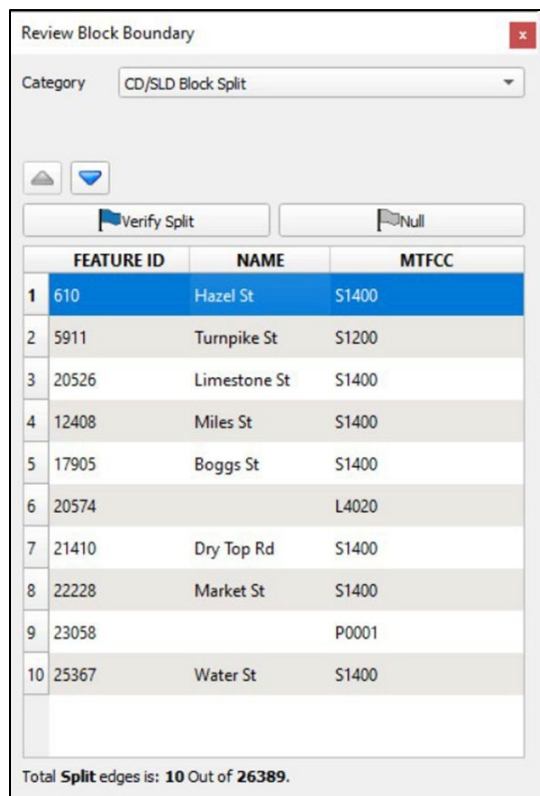 Review Block Boundary x
Category CD/SLD Block Split
Verify Split Null
FEATURE ID NAME MTFCC
1 610 Hazel St S1400
2 5911 Turnpike St S1200
3 20526 Limestone St S1400
4 12408 Miles St S1400
5 17905 Boggs St S1400
6 20574 L4020
7 21410 Dry Top Rd S1400
8 22228 Market St S1400
9 23058 P0001
10 25367 Water St S1400
Total Split edges is: 10 Out of 26389.